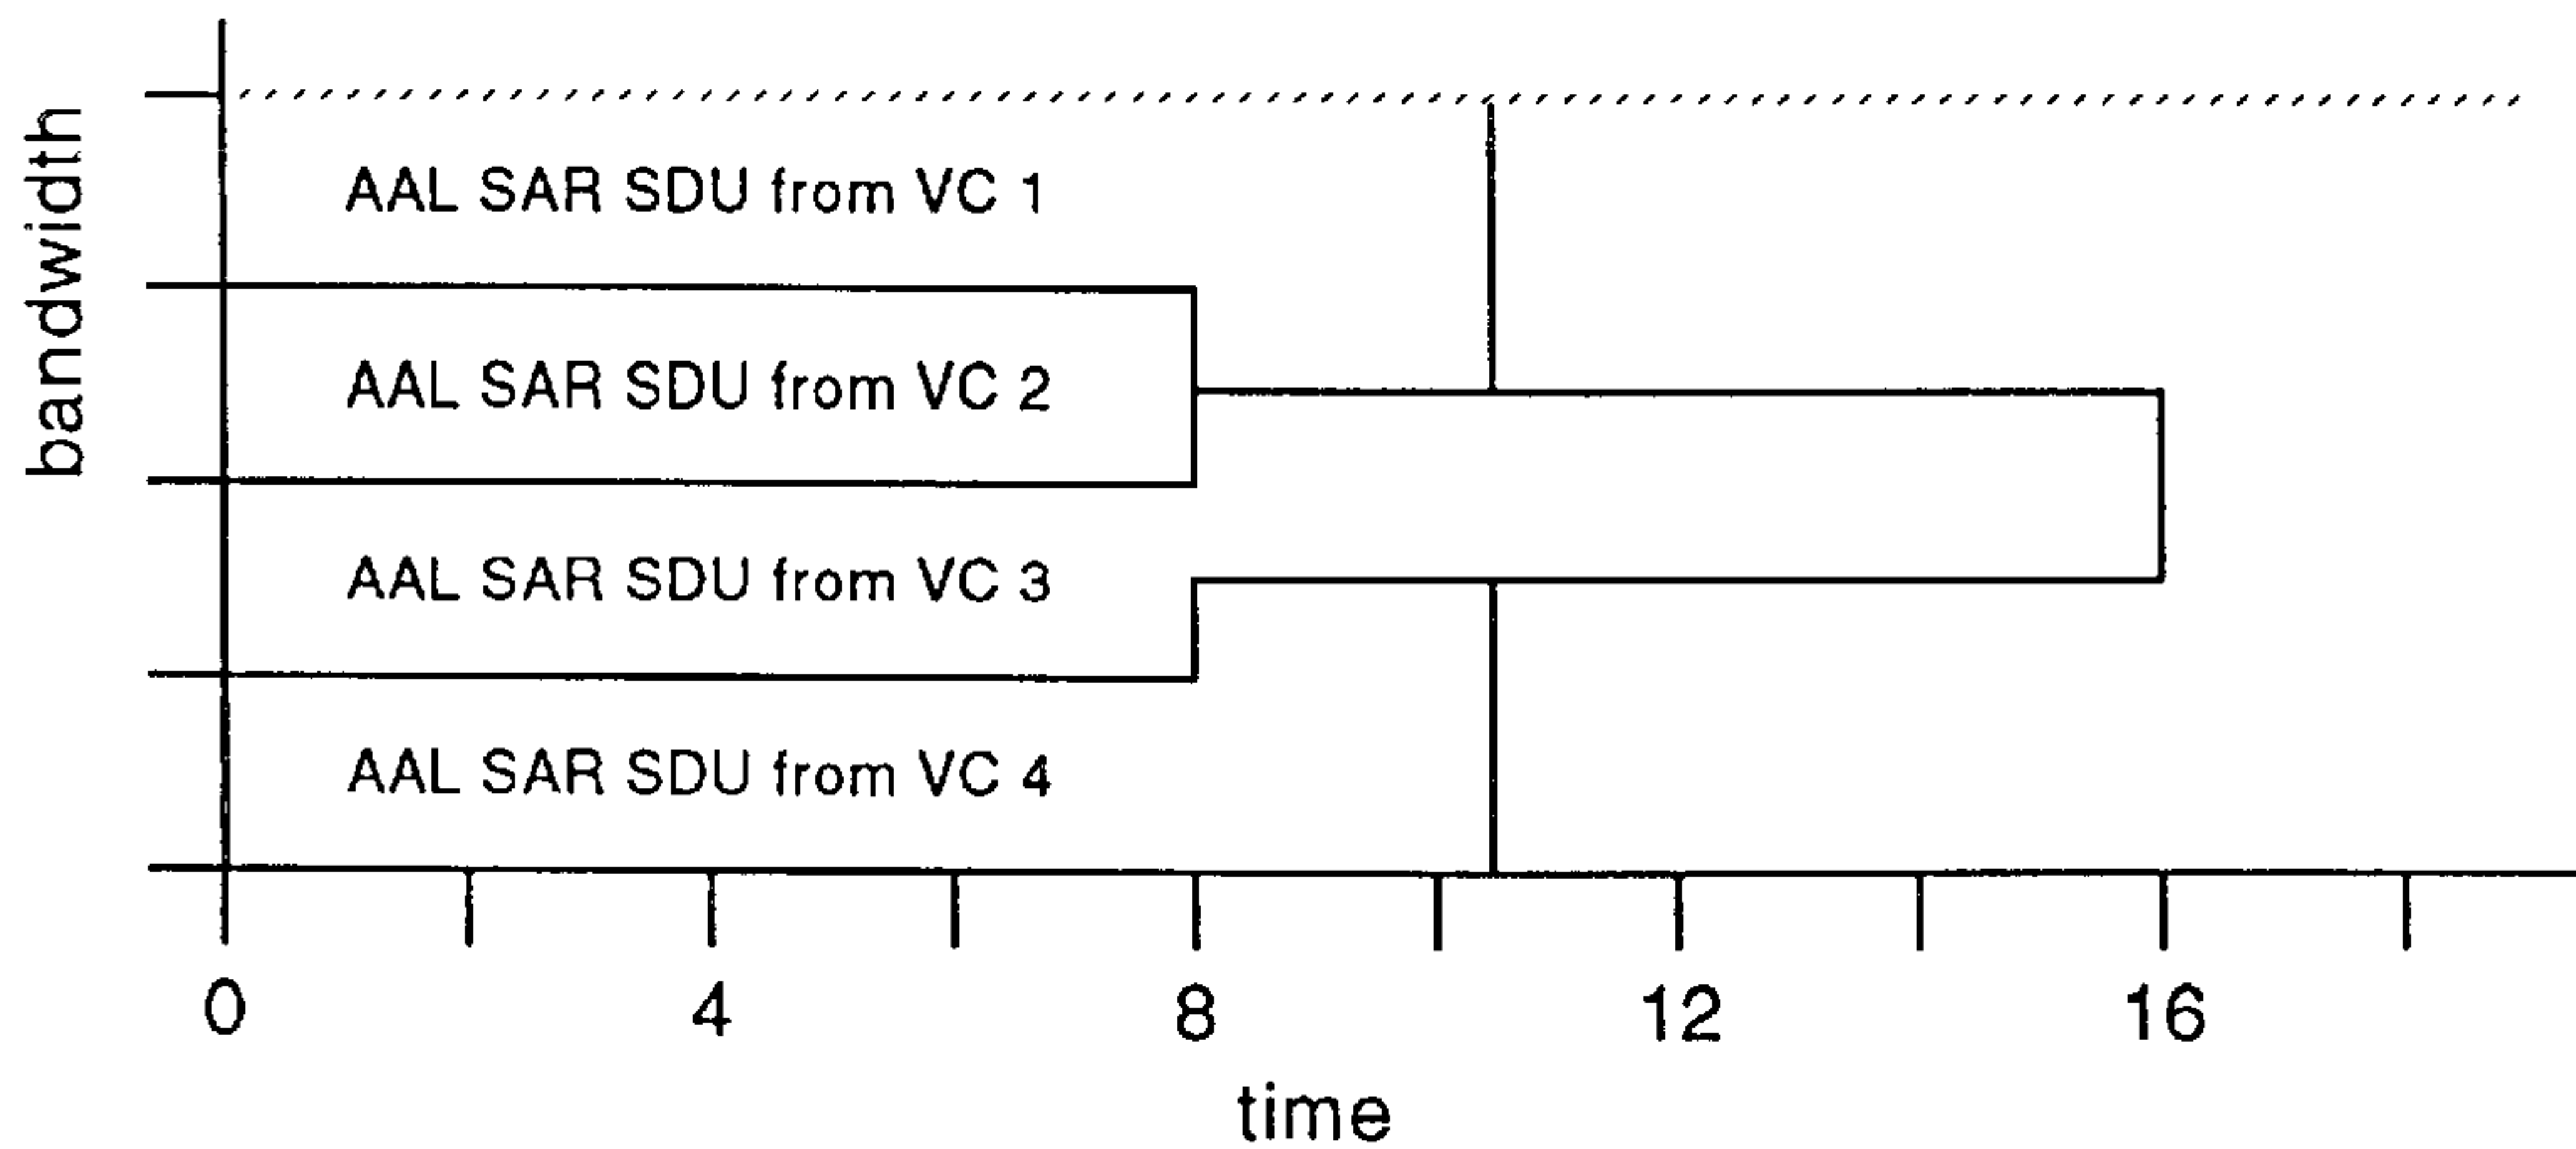 bandwidth
AAL SAR SDU from VC 1
AAL SAR SDU from VC 2
AAL SAR SDU from VC 3
AAL SAR SDU from VC 4
0 4 8 12 16
time